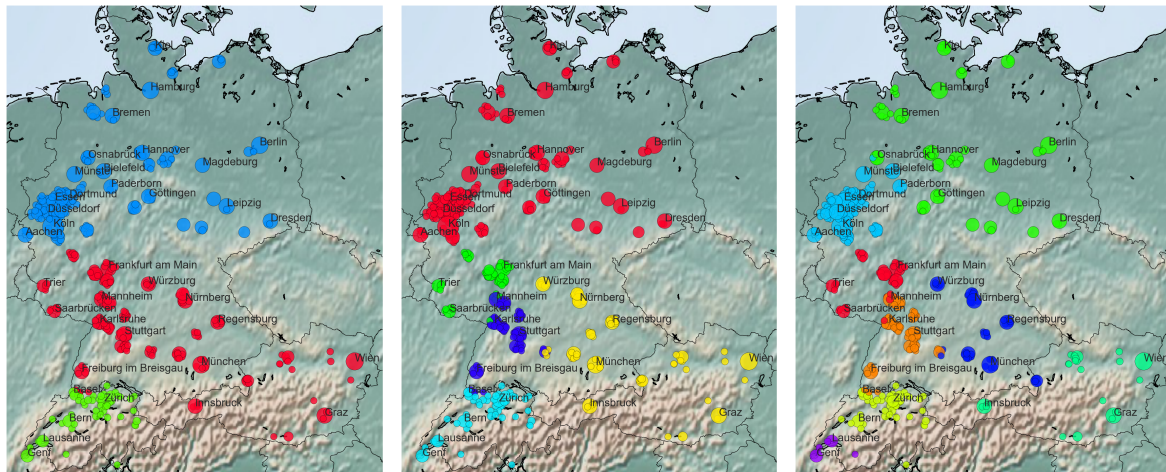 Kiel
Hamburg
Bremen
Berlin
Osnabrück
Hannover
Münster
Bielefeld
Magdeburg
Paderborn
Dortmund
Essen
Göttingen
Düsseldorf
Leipzig
Köln
Dresden
Aachen
Frankfurt am Main
Trier
Würzburg
Mannheim
Nürnberg
Saarbrücken
Karlsruhe
Regensburg
Stuttgart
Wien
München
Freiburg im Breisgau
Basel
Zürich
Innsbruck
Bern
Graz
Lausanne
Genf
Kiel
Hamburg
Bremen
Berlin
Osnabrück
Hannover
Münster
Bielefeld
Magdeburg
Paderborn
Dortmund
Essen
Göttingen
Düsseldorf
Leipzig
Köln
Dresden
Aachen
Frankfurt am Main
Trier
Würzburg
Mannheim
Nürnberg
Saarbrücken
Karlsruhe
Regensburg
Stuttgart
Wien
München
Freiburg im Breisgau
Basel
Zürich
Innsbruck
Bern
Graz
Lausanne
Genf
Kiel
Hamburg
Bremen
Berlin
Osnabrück
Hannover
Münster
Bielefeld
Magdeburg
Paderborn
Dortmund
Essen
Göttingen
Düsseldorf
Leipzig
Köln
Dresden
Aachen
Frankfurt am Main
Trier
Würzburg
Mannheim
Nürnberg
Saarbrücken
Karlsruhe
Regensburg
Stuttgart
Wien
München
Freiburg im Breisgau
Basel
Zürich
Innsbruck
Bern
Graz
Lausanne
Genf